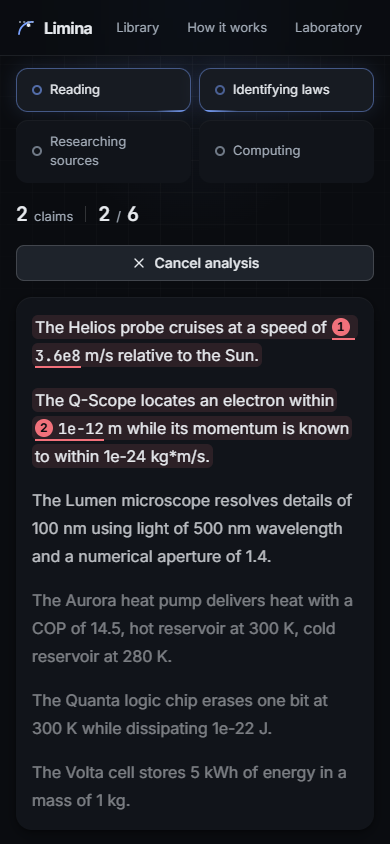 Limina Library How it works Laboratory
Reading Identifying laws
Researching sources Computing
2 claims 2 / 6
Cancel analysis
The Helios probe cruises at a speed of 1
3.6e8 m/s relative to the Sun.
The Q-Scope locates an electron within
2 1e-12 m while its momentum is known
to within 1e-24 kg*m/s.
The Lumen microscope resolves details of
100 nm using light of 500 nm wavelength
and a numerical aperture of 1.4.
The Aurora heat pump delivers heat with a
COP of 14.5, hot reservoir at 300 K, cold
reservoir at 280 K.
The Quanta logic chip erases one bit at
300 K while dissipating 1e-22 J.
The Volta cell stores 5 kWh of energy in a
mass of 1 kg.